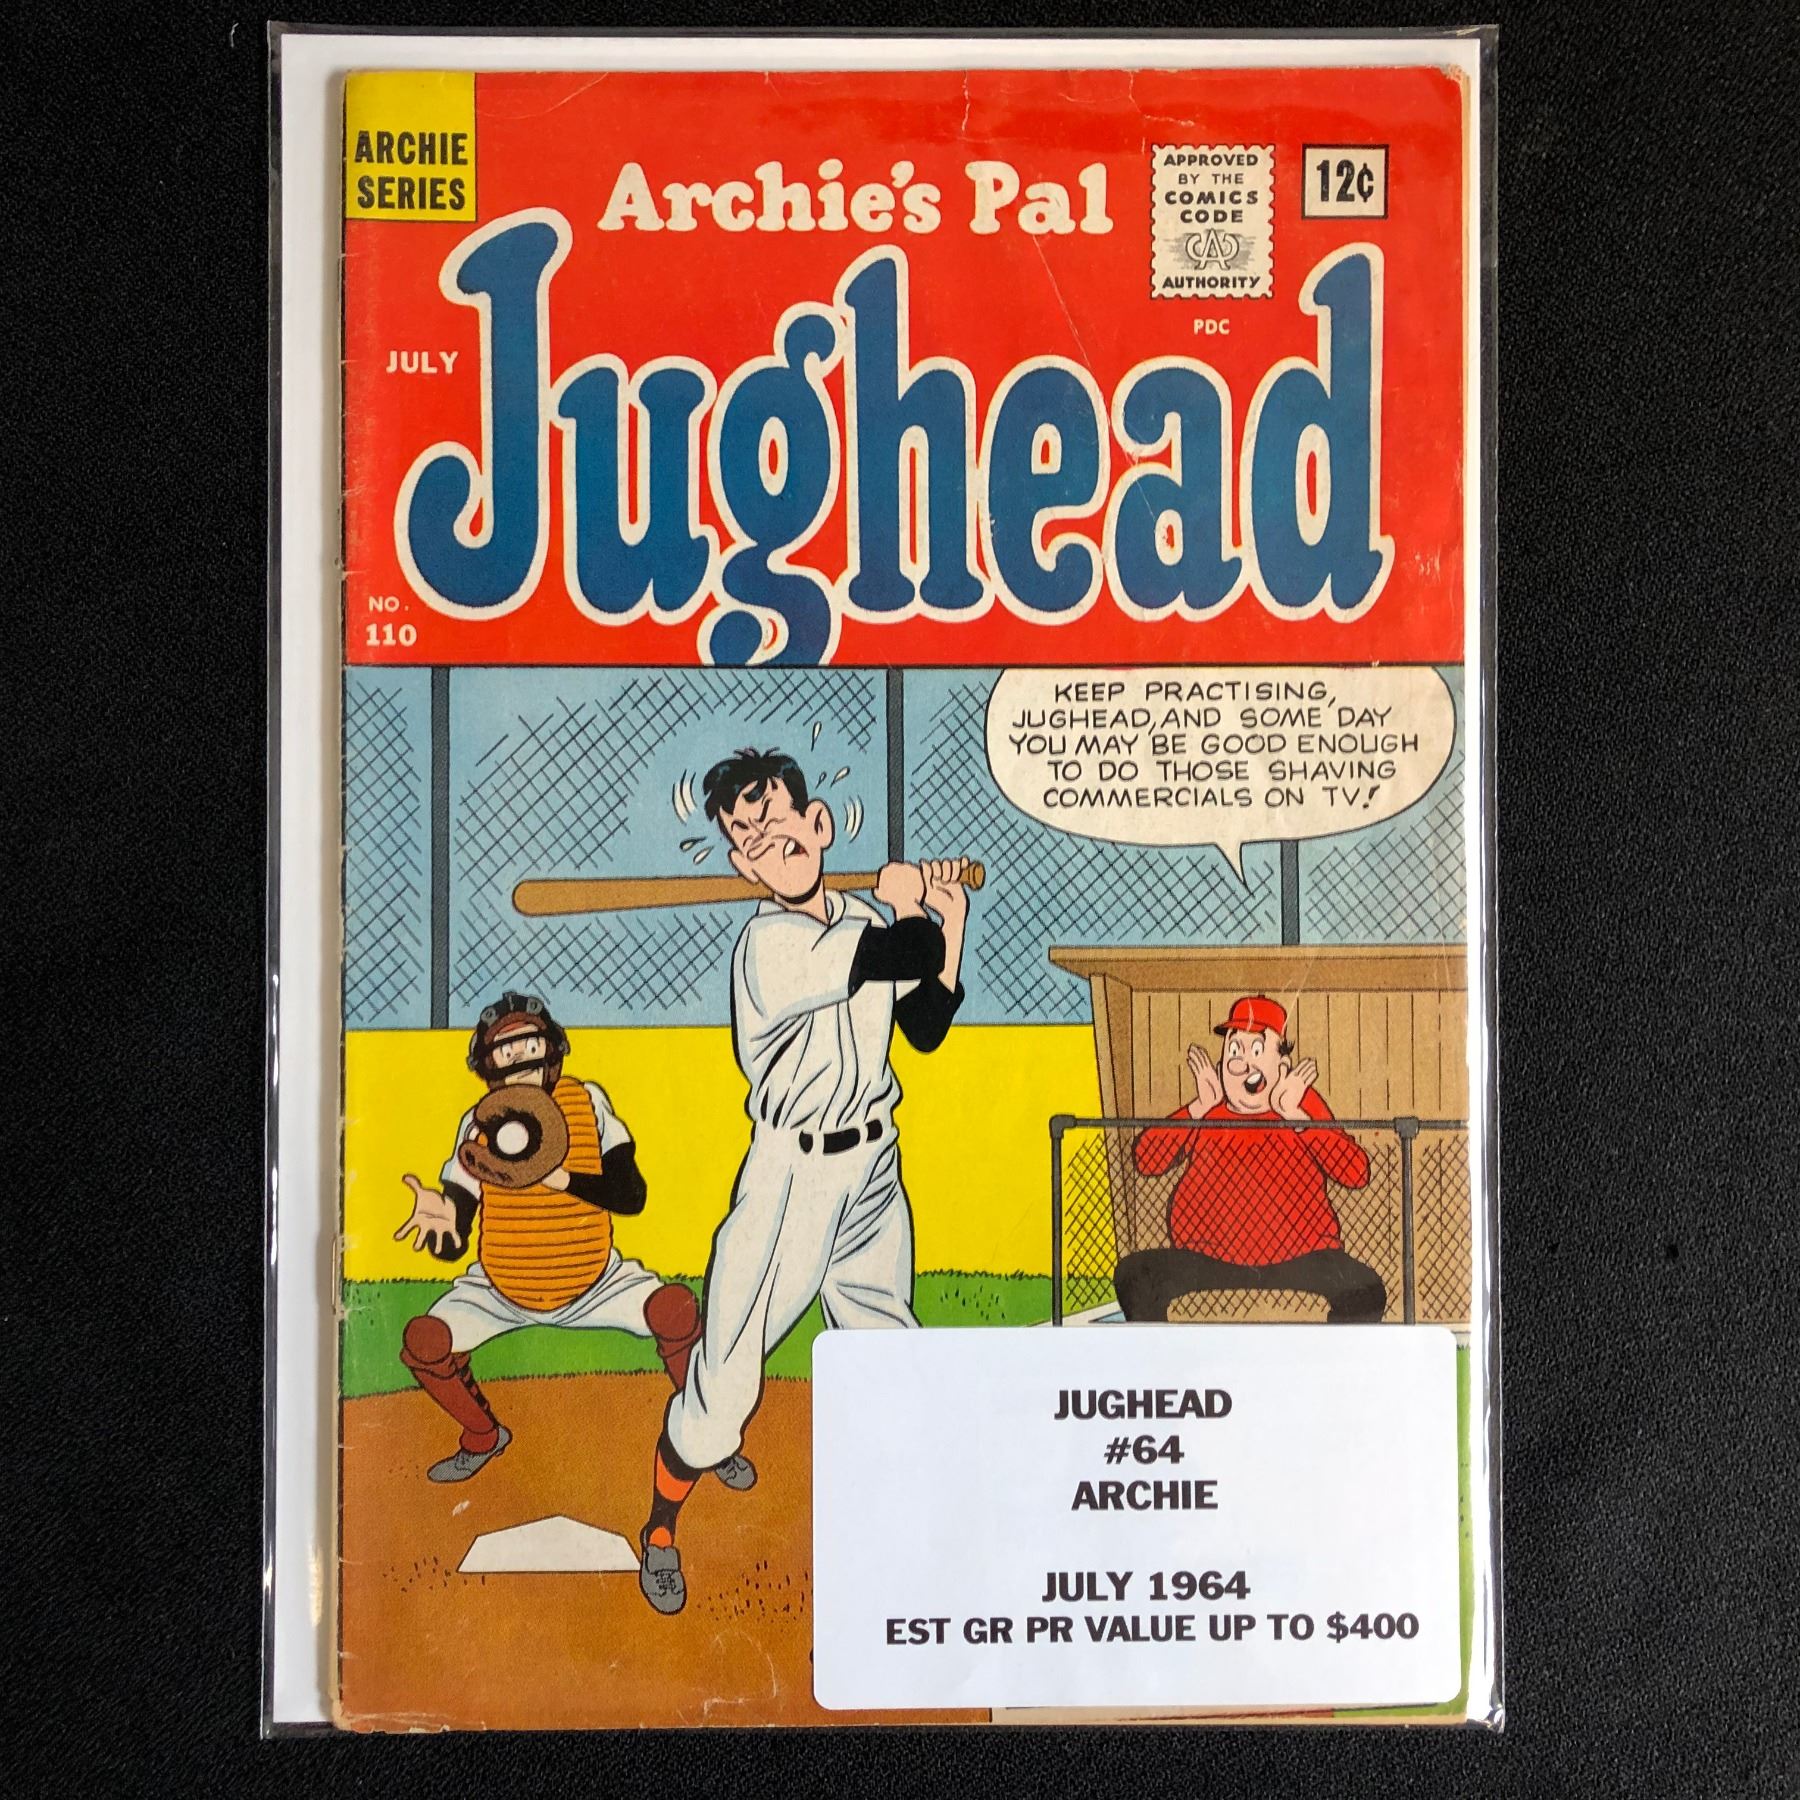 ARCHIE
SERIES
Archie's Pal
APPROVED
BY THE
COMICS
CODE
CA
AUTHORITY
12¢
PDC
JULY
Jughead
NO.
110
KEEP PRACTISING,
JUGHEAD, AND SOME DAY
YOU MAY BE GOOD ENOUGH
TO DO THOSE SHAVING
COMMERCIALS ON TV!
JUGHEAD
#64
ARCHIE
JULY 1964
EST GR PR VALUE UP TO $400